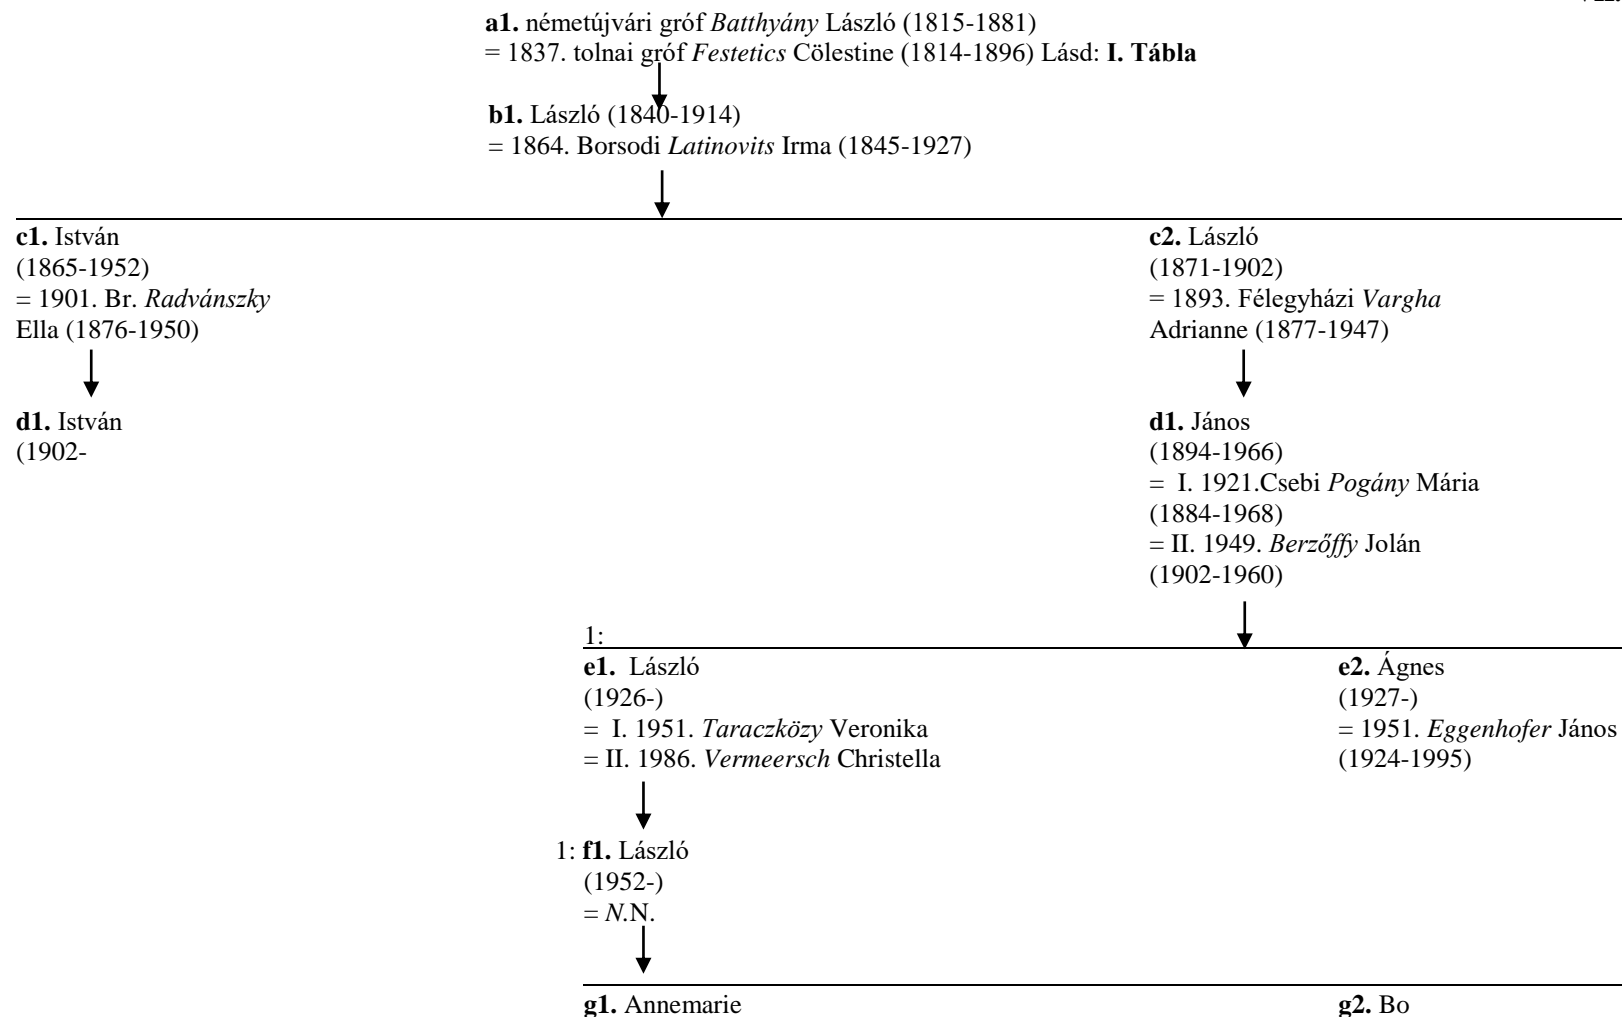 a1. németújvári gróf Batthyány László (1815-1881)
= 1837. tolnai gróf Festetics Cölestine (1814-1896) Lásd: I. Tábla
b1. László (1840-1914)
= 1864. Borsodi Latinovits Irma (1845-1927)
c1. István
(1865-1952)
= 1901. Br. Radvánszky
Ella (1876-1950)
c2. László
(1871-1902)
= 1893. Félegyházi Vargha
Adrianne (1877-1947)
d1. István
(1902-
d1. János
(1894-1966)
= I. 1921.Csebi Pogány Mária
(1884-1968)
= II. 1949. Berzőffy Jolán
(1902-1960)
1:
e1. László
(1926-)
= I. 1951. Taraczközy Veronika
= II. 1986. Vermeersch Christella
e2. Ágnes
(1927-)
= 1951. Eggenhofer János
(1924-1995)
1: f1. László
(1952-)
= N.N.
g1. Annemarie
g2. Bo